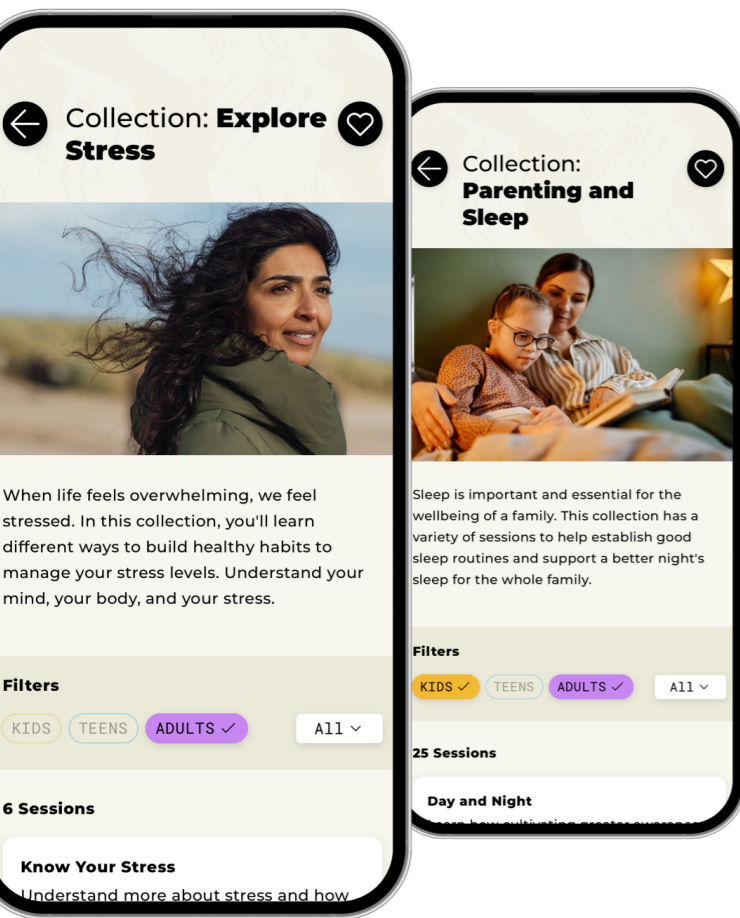 Collection: Explore
Stress
When life feels overwhelming, we feel
stressed. In this collection, you'll learn
different ways to build healthy habits to
manage your stress levels. Understand your
mind, your body, and your stress.
Filters
KIDS TEENS ADULTS All
6 Sessions
Know Your Stress
Understand more about stress and how
Collection:
Parenting and
Sleep
Sleep is important and essential for the
wellbeing of a family. This collection has a
variety of sessions to help establish good
sleep routines and support a better night's
sleep for the whole family.
Filters
KIDS TEENS ADULTS All
25 Sessions
Day and Night
how cultivating greater